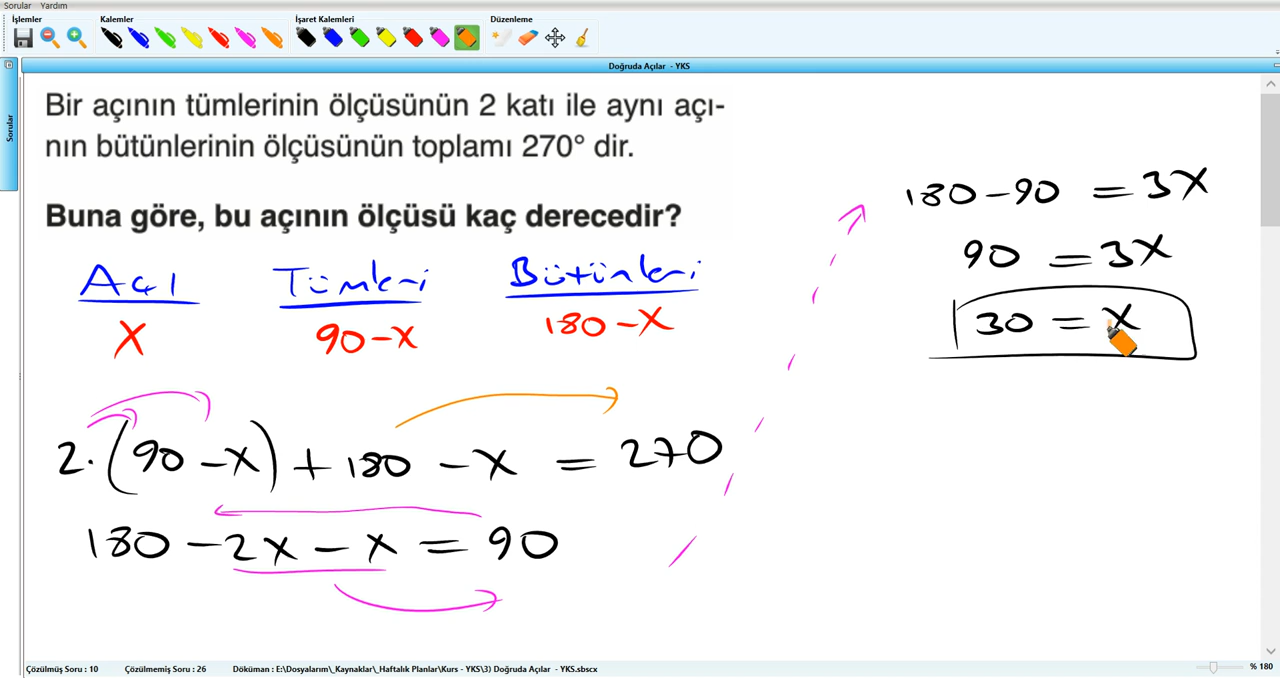 Sorular Yardım
İşlemler Kalemler İşaret Kalemleri Düzenleme
Doğruda Açılar - YKS
Sorular
Bir açının tümlerinin ölçüsünün 2 katı ile aynı açı-
nın bütünlerinin ölçüsünün toplamı 270° dir.
Buna göre, bu açının ölçüsü kaç derecedir?
Açı Tümleri Bütünleri
X 90-X 180-X
2.(90-X)+180-X = 270
180-2X-X = 90
180-90 = 3X
90 = 3X
30 = X
Çözülmüş Soru : 10 Çözülmemiş Soru : 26 Döküman : E:\Dosyalarım\_Kaynaklar\_Haftalık Planlar\Kurs - YKS\3) Doğruda Açılar - YKS.sbscx % 180